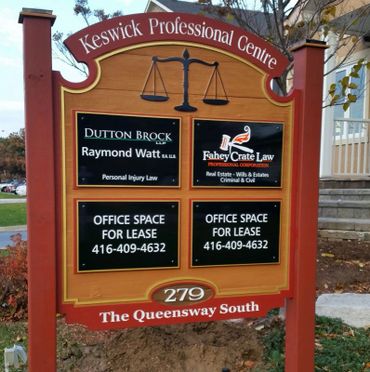 Keswick Professional Centre
DUTTON BROCK
LLP
Raymond Watt B.A. LL.B.
Personal Injury Law
Fahey Crate Law
PROFESSIONAL CORPORATION
Real Estate - Wills & Estates
Criminal & Civil
OFFICE SPACE
FOR LEASE
416-409-4632
OFFICE SPACE
FOR LEASE
416-409-4632
279
The Queensway South